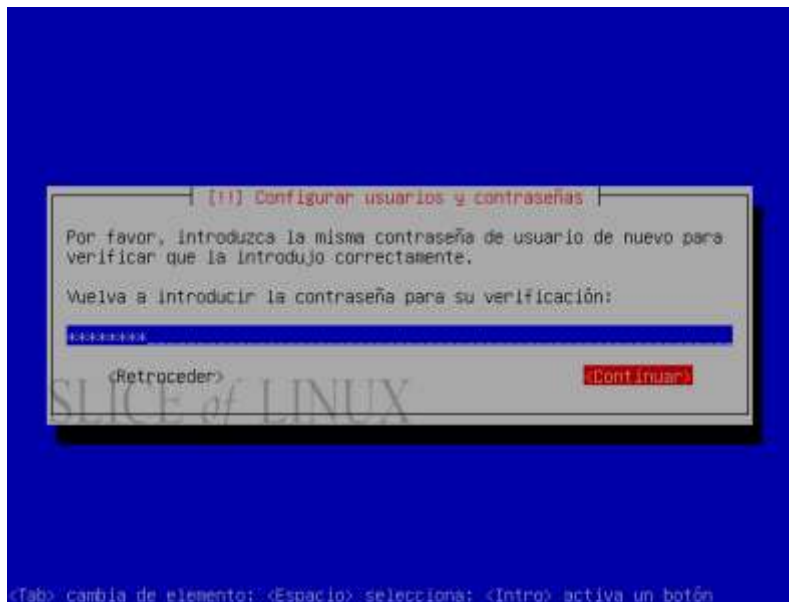 [!!] Configurar usuarios y contraseñas
Por favor, introduzca la misma contraseña de usuario de nuevo para
verificar que la introdujo correctamente.
Vuelva a introducir la contraseña para su verificación:
********
<Retroceder> <Continuar>
SLICE of LINUX
<Tab> cambia de elemento; <Espacio> selecciona; <Intro> activa un botón